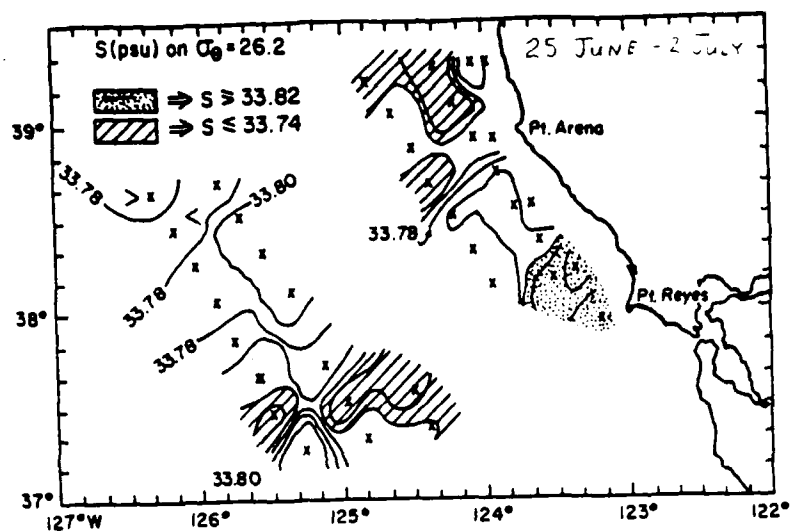 S(psu) on σθ = 26.2
25 JUNE - 2 JULY
⇒ S ≥ 33.82
⇒ S ≤ 33.74
Pt. Arena
39°
33.78
33.80
33.78
33.78
Pt. Reyes
38°
33.78
33.80
37°
127°W 126° 125° 124° 123° 122°